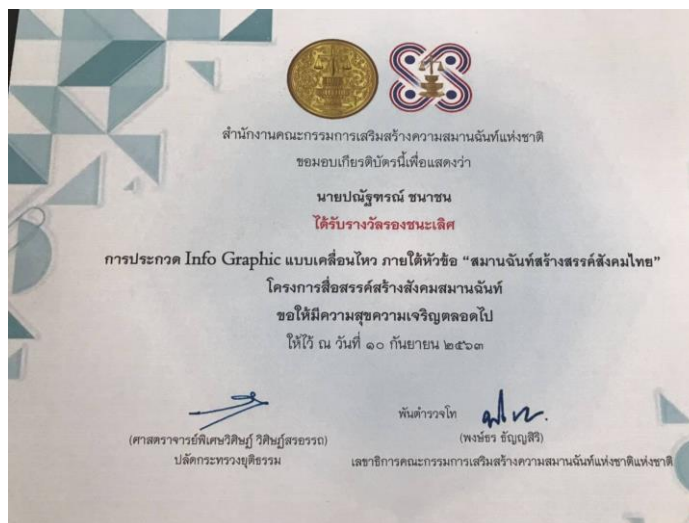 สำนักงานคณะกรรมการเสริมสร้างความสมานฉันท์แห่งชาติ
ขอมอบเกียรติบัตรนี้เพื่อแสดงว่า
นายปณัฐฑรณ์ ชนาชน
ได้รับรางวัลรองชนะเลิศ
การประกวด Info Graphic แบบเคลื่อนไหว ภายใต้หัวข้อ “สมานฉันท์สร้างสรรค์สังคมไทย”
โครงการสื่อสรรค์สร้างสังคมสมานฉันท์
ขอให้มีความสุขความเจริญตลอดไป
ให้ไว้ ณ วันที่ ๑๐ กันยายน ๒๕๖๓
พันตำรวจโท
(ศาสตราจารย์พิเศษวิศิษฏ์ วิศิษฏ์สรอรรถ)
(พงษ์ธร ธัญญสิริ)
ปลัดกระทรวงยุติธรรม
เลขาธิการคณะกรรมการเสริมสร้างความสมานฉันท์แห่งชาติแห่งชาติ